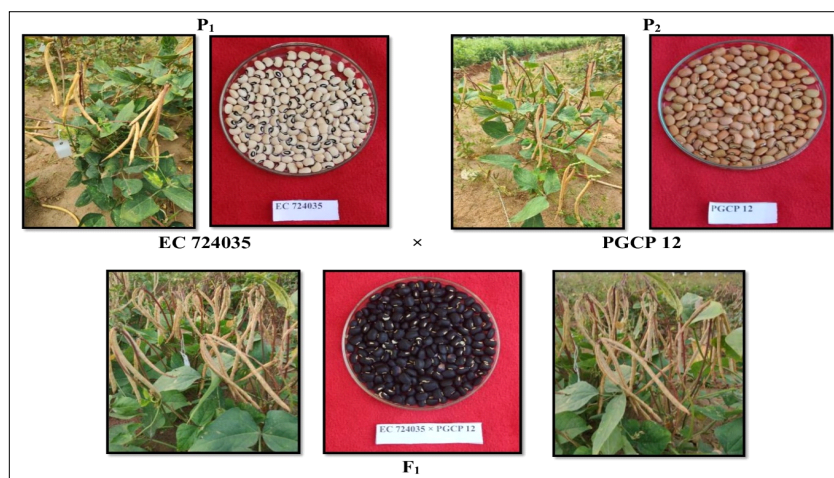 P₁ P₂
EC 724035
PGCP 12
EC 724035 × PGCP 12
EC 724035 × PGCP 12
F₁